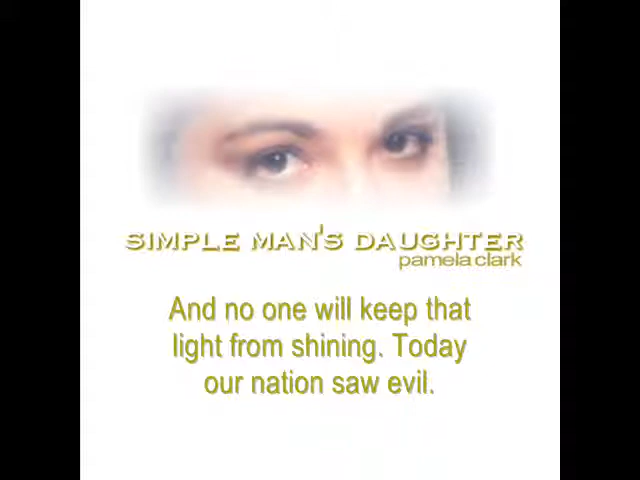 SIMPLE MAN'S DAUGHTER
pamela clark
And no one will keep that
light from shining. Today
our nation saw evil.